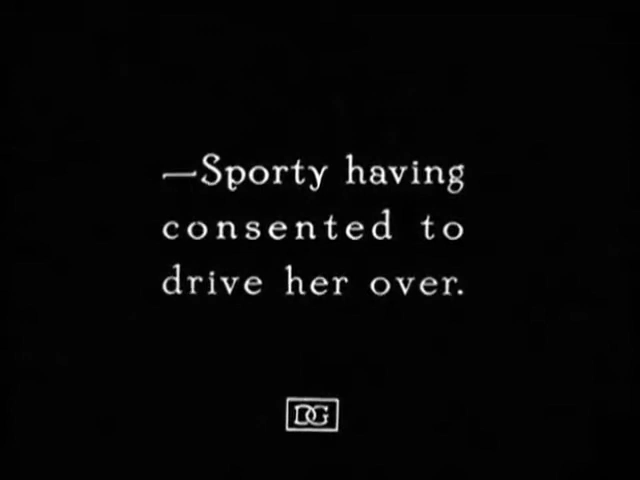 —Sporty having
consented to
drive her over.
DG